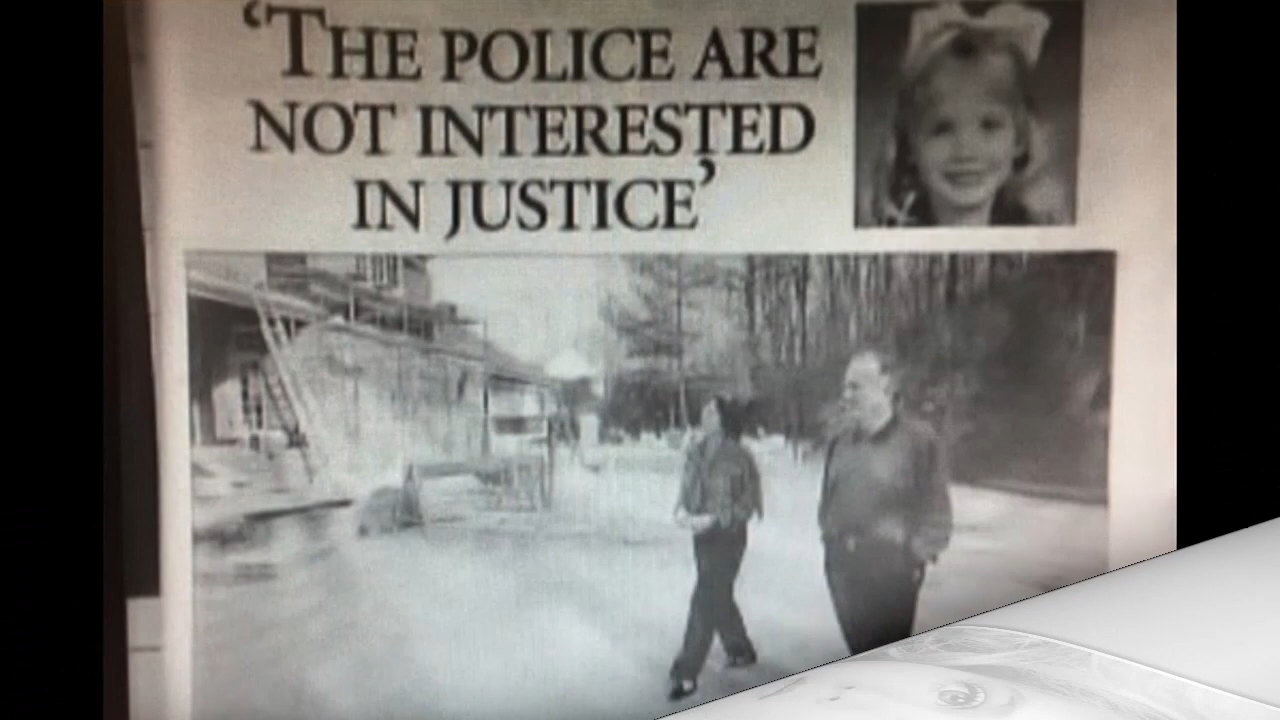 ‘THE POLICE ARE
NOT INTERESTED
IN JUSTICE’